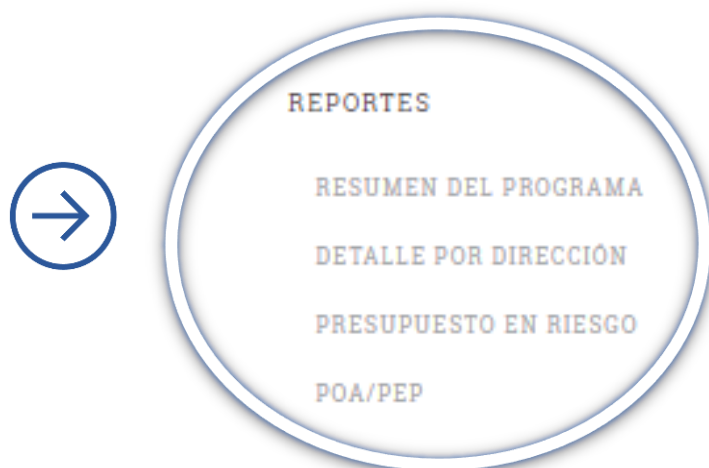 REPORTES
RESUMEN DEL PROGRAMA
DETALLE POR DIRECCIÓN
PRESUPUESTO EN RIESGO
POA/PEP